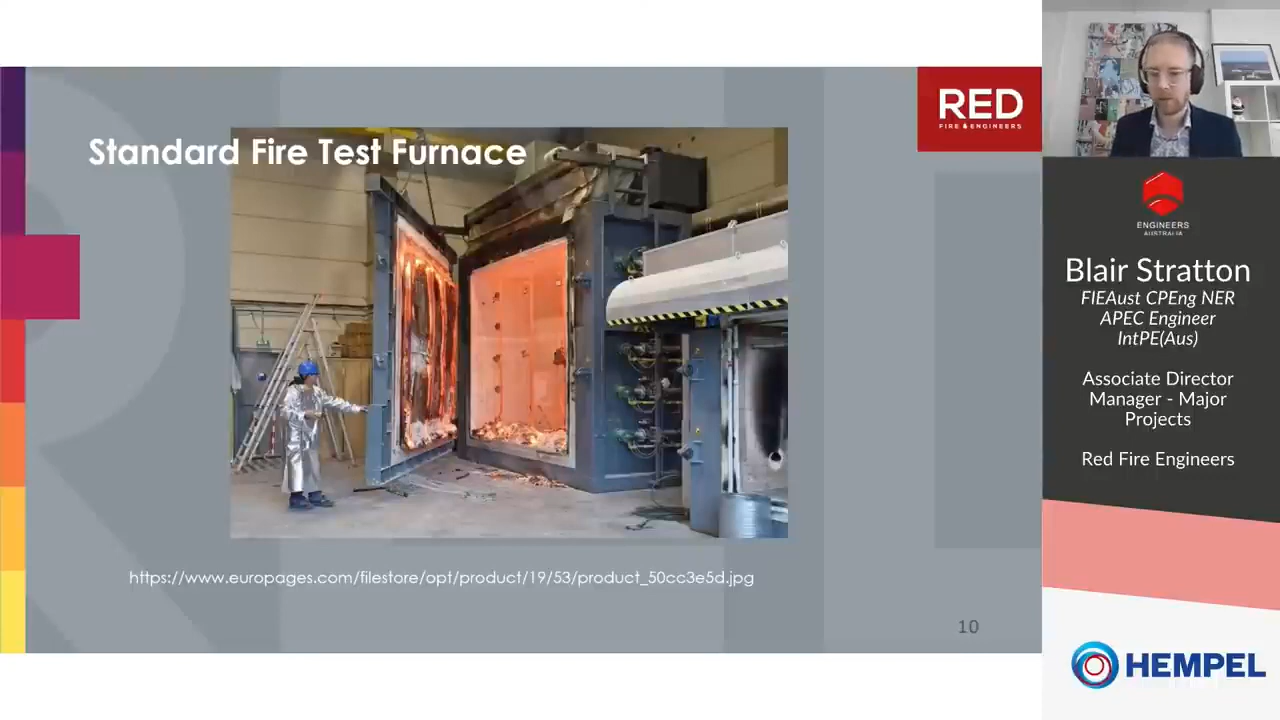 Standard Fire Test Furnace
https://www.europages.com/filestore/opt/product/19/53/product_50cc3e5d.jpg
10
RED
FIRE & ENGINEERS
ENGINEERS
AUSTRALIA
Blair Stratton
FIEAust CPEng NER
APEC Engineer
IntPE(Aus)
Associate Director
Manager - Major
Projects
Red Fire Engineers
HEMPEL